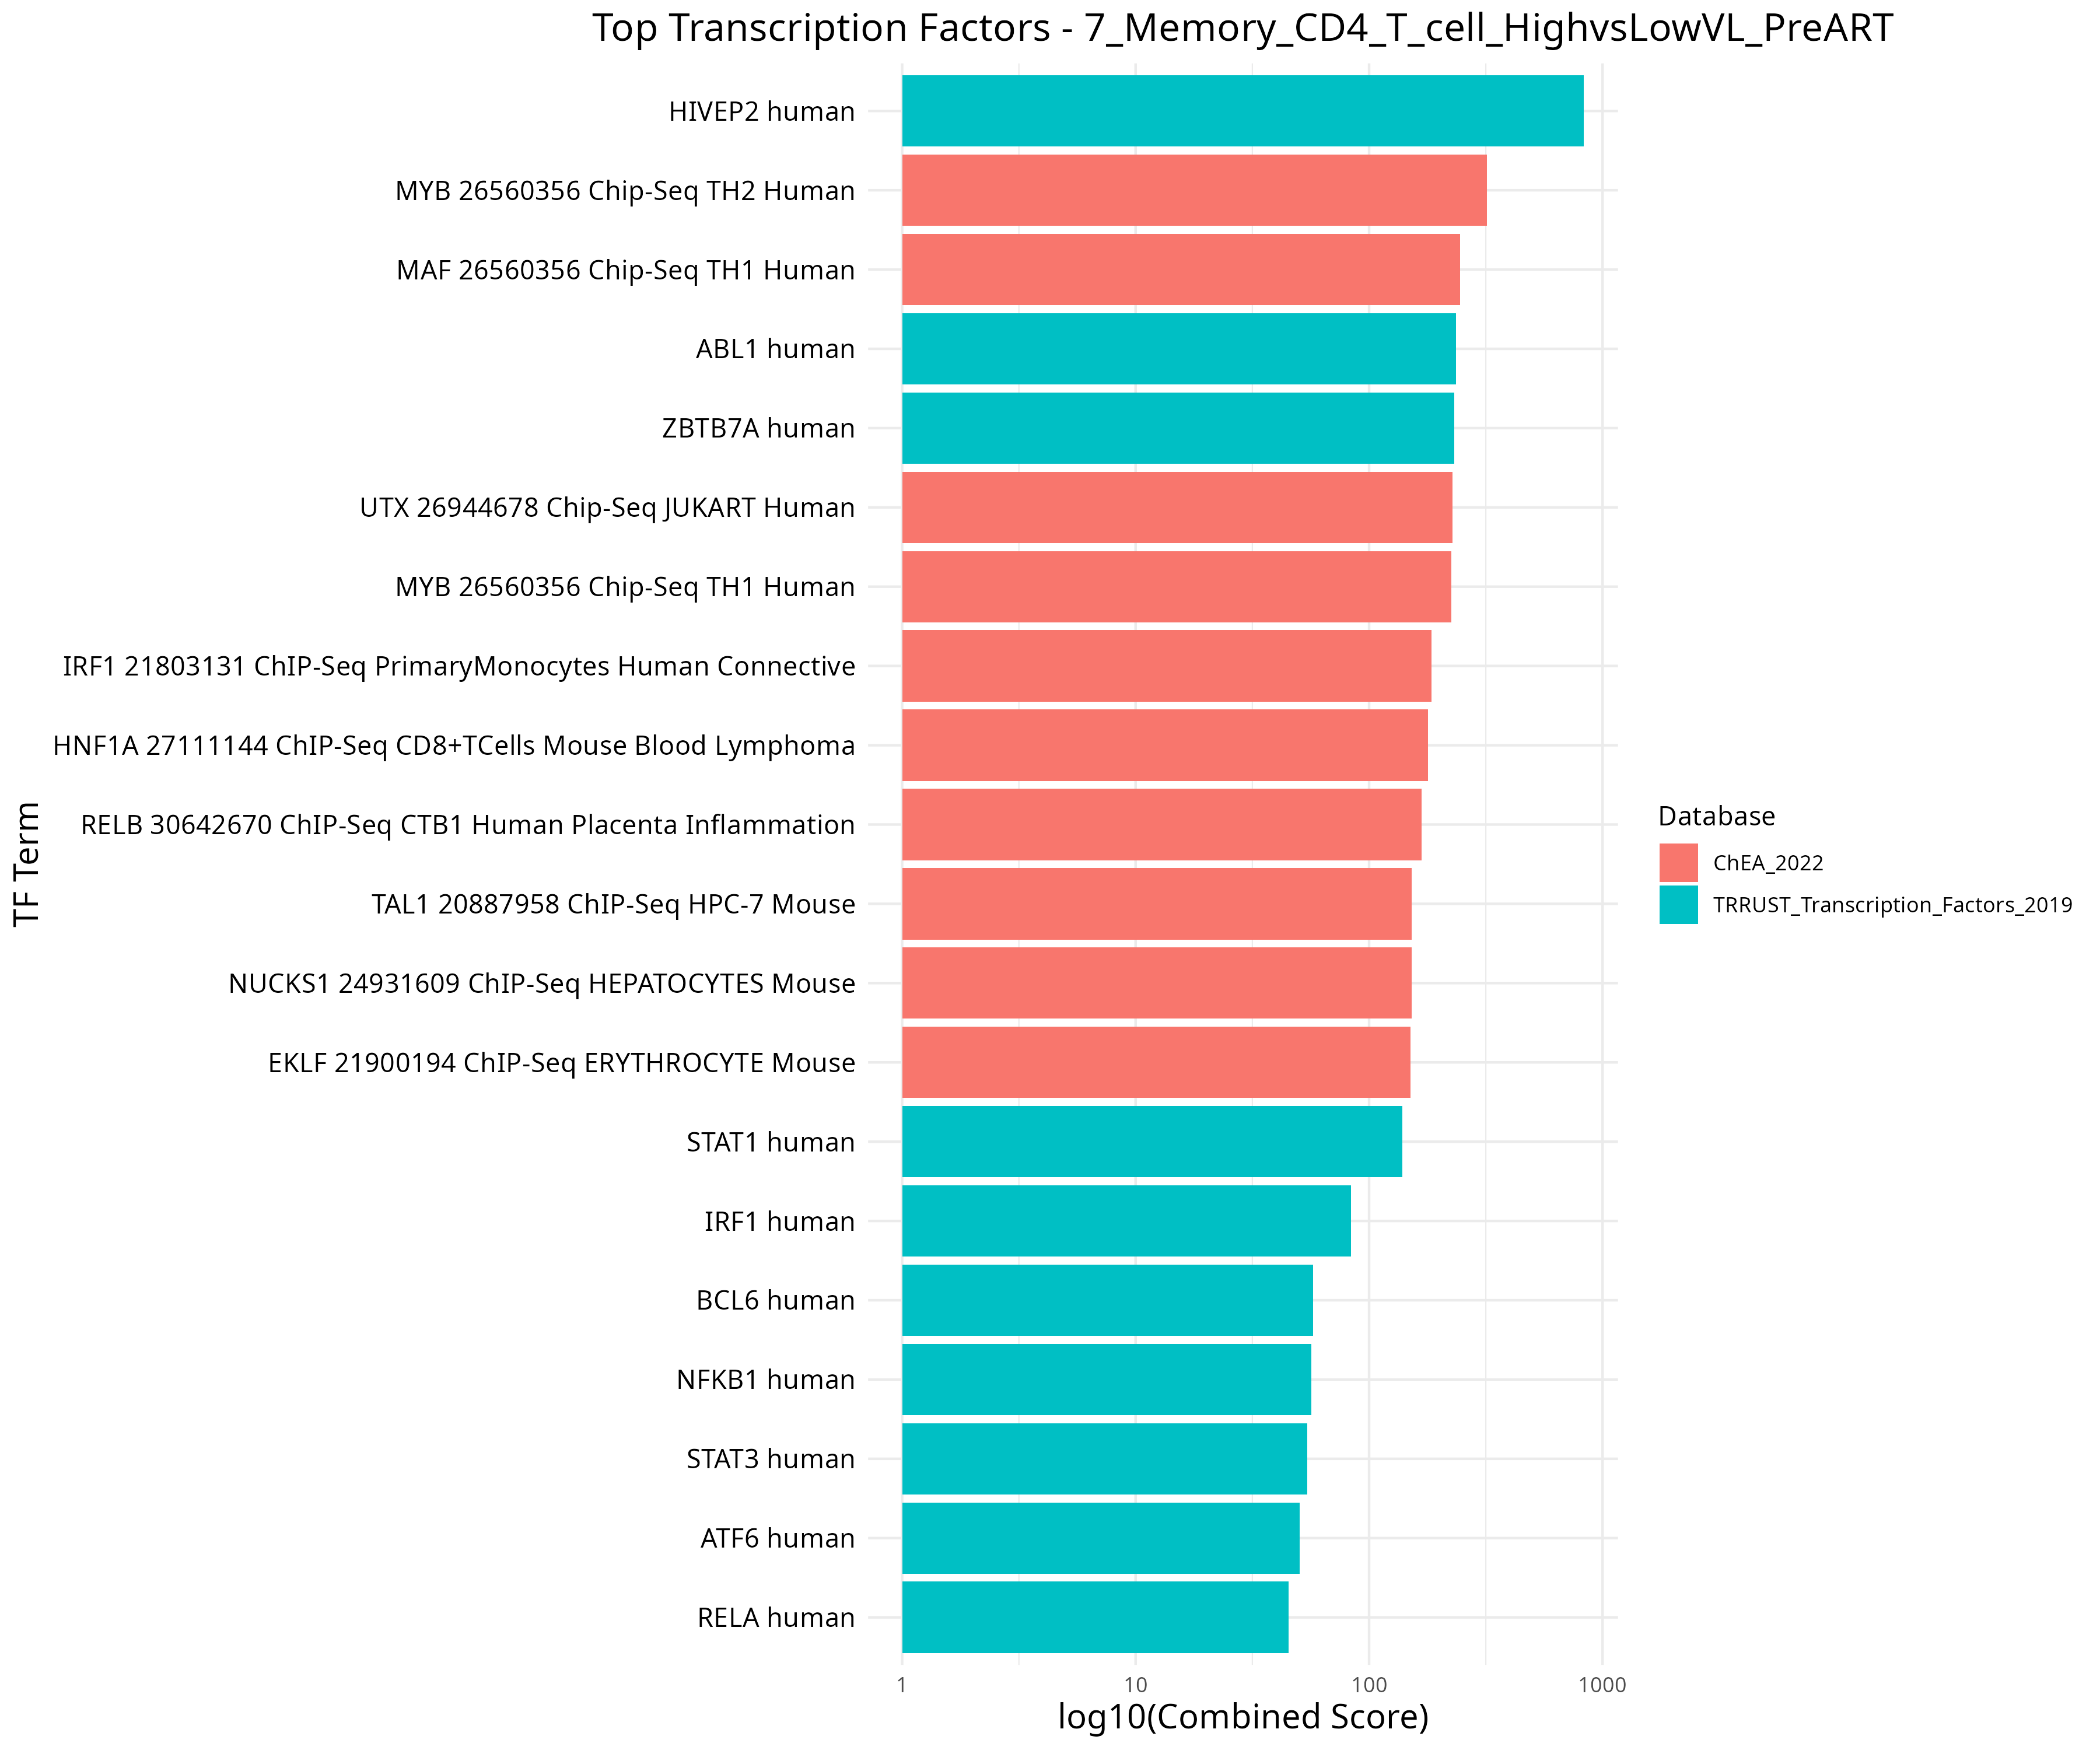 Top Transcription Factors - 7_Memory_CD4_T_cell_HighvsLowVL_PreART
HIVEP2 human
MYB 26560356 Chip-Seq TH2 Human
MAF 26560356 Chip-Seq TH1 Human
ABL1 human
ZBTB7A human
UTX 26944678 Chip-Seq JUKART Human
MYB 26560356 Chip-Seq TH1 Human
IRF1 21803131 ChIP-Seq PrimaryMonocytes Human Connective
HNF1A 27111144 ChIP-Seq CD8+TCells Mouse Blood Lymphoma
RELB 30642670 ChIP-Seq CTB1 Human Placenta Inflammation
TAL1 20887958 ChIP-Seq HPC-7 Mouse
NUCKS1 24931609 ChIP-Seq HEPATOCYTES Mouse
EKLF 21900194 ChIP-Seq ERYTHROCYTE Mouse
STAT1 human
IRF1 human
BCL6 human
NFKB1 human
STAT3 human
ATF6 human
RELA human
TF Term
1 10 100 1000
log10(Combined Score)
Database
ChEA_2022
TRRUST_Transcription_Factors_2019